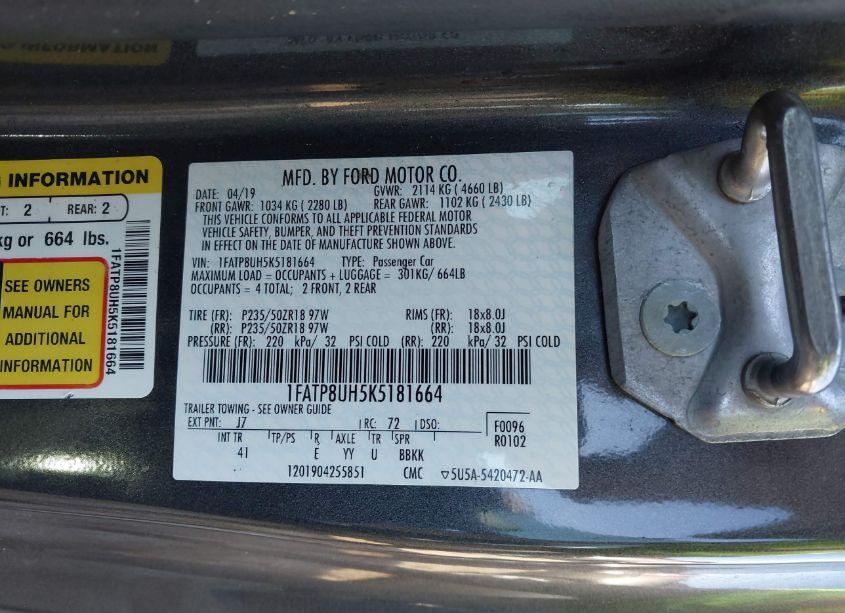 G INFORMATION
T: 2 REAR: 2
kg or 664 lbs.
SEE OWNERS
MANUAL FOR
ADDITIONAL
INFORMATION
1FATP8UH5K5181664
MFD. BY FORD MOTOR CO.
DATE: 04/19 GVWR: 2114 KG ( 4660 LB)
FRONT GAWR: 1034 KG ( 2280 LB) REAR GAWR: 1102 KG ( 2430 LB)
THIS VEHICLE CONFORMS TO ALL APPLICABLE FEDERAL MOTOR
VEHICLE SAFETY, BUMPER, AND THEFT PREVENTION STANDARDS
IN EFFECT ON THE DATE OF MANUFACTURE SHOWN ABOVE.
VIN: 1FATP8UH5K5181664 TYPE: Passenger Car
MAXIMUM LOAD = OCCUPANTS + LUGGAGE = 301KG/ 664LB
OCCUPANTS = 4 TOTAL; 2 FRONT, 2 REAR
TIRE (FR): P235/50ZR18 97W RIMS (FR): 18x8.0J
(RR): P235/50ZR18 97W (RR): 18x8.0J
PRESSURE (FR): 220 kPa/ 32 PSI COLD (RR): 220 kPa/ 32 PSI COLD
1FATP8UH5K5181664
TRAILER TOWING - SEE OWNER GUIDE
EXT PNT: J7 RC: 72 DSO: F0096
INT TR TP/PS R AXLE TR SPR R0102
41 E YY U BBKK
1201904255851 CMC ▽5U5A-5420472-AA